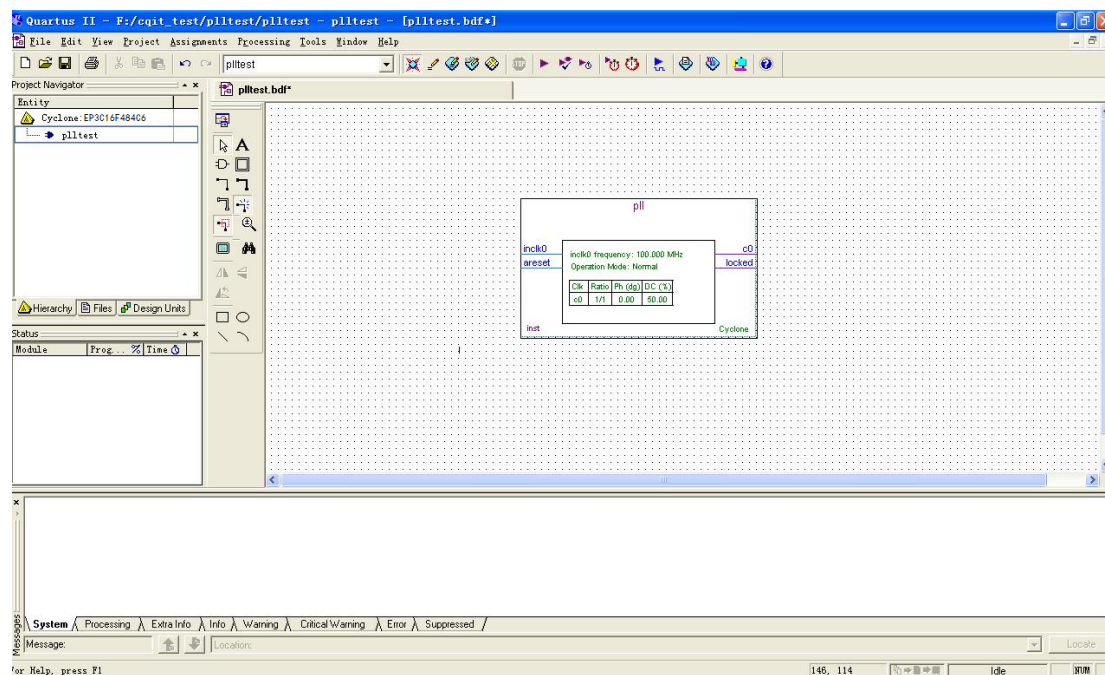 Quartus II - F:/cqit_test/plltest/plltest - plltest - [plltest.bdf*]
File Edit View Project Assignments Processing Tools Window Help
plltest
Project Navigator
plltest.bdf*
Entity
Cyclone:EP3C16F484C6
plltest
Hierarchy Files Design Units
Status
Module Prog... % Time
pll
inclk0
areset
c0
locked
inclk0 frequency: 100.000 MHz
Operation Mode: Normal
Clk Ratio Ph (dg) DC (%)
c0 1/1 0.00 50.00
inst
Cyclone
Messages
System Processing Extra Info Info Warning Critical Warning Error Suppressed
Message: Location: Locate
For Help, press F1
146, 114
Idle
NUM